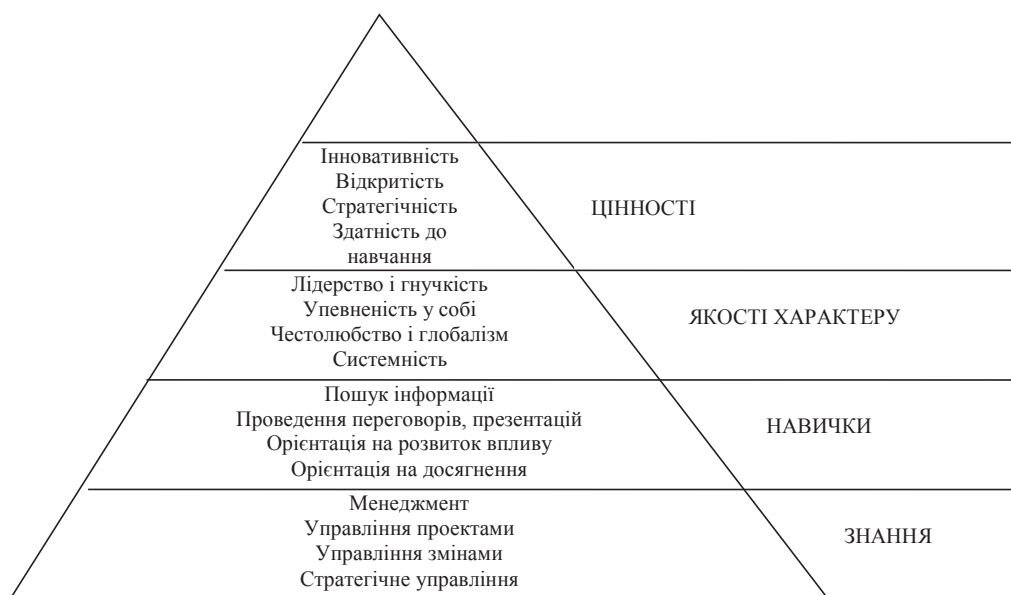 Інновативність
Відкритість
Стратегічність
Здатність до
навчання
ЦІННОСТІ
Лідерство і гнучкість
Упевненість у собі
Честолюбство і глобалізм
Системність
ЯКОСТІ ХАРАКТЕРУ
Пошук інформації
Проведення переговорів, презентацій
Орієнтація на розвиток впливу
Орієнтація на досягнення
НАВИЧКИ
Менеджмент
Управління проектами
Управління змінами
Стратегічне управління
ЗНАННЯ